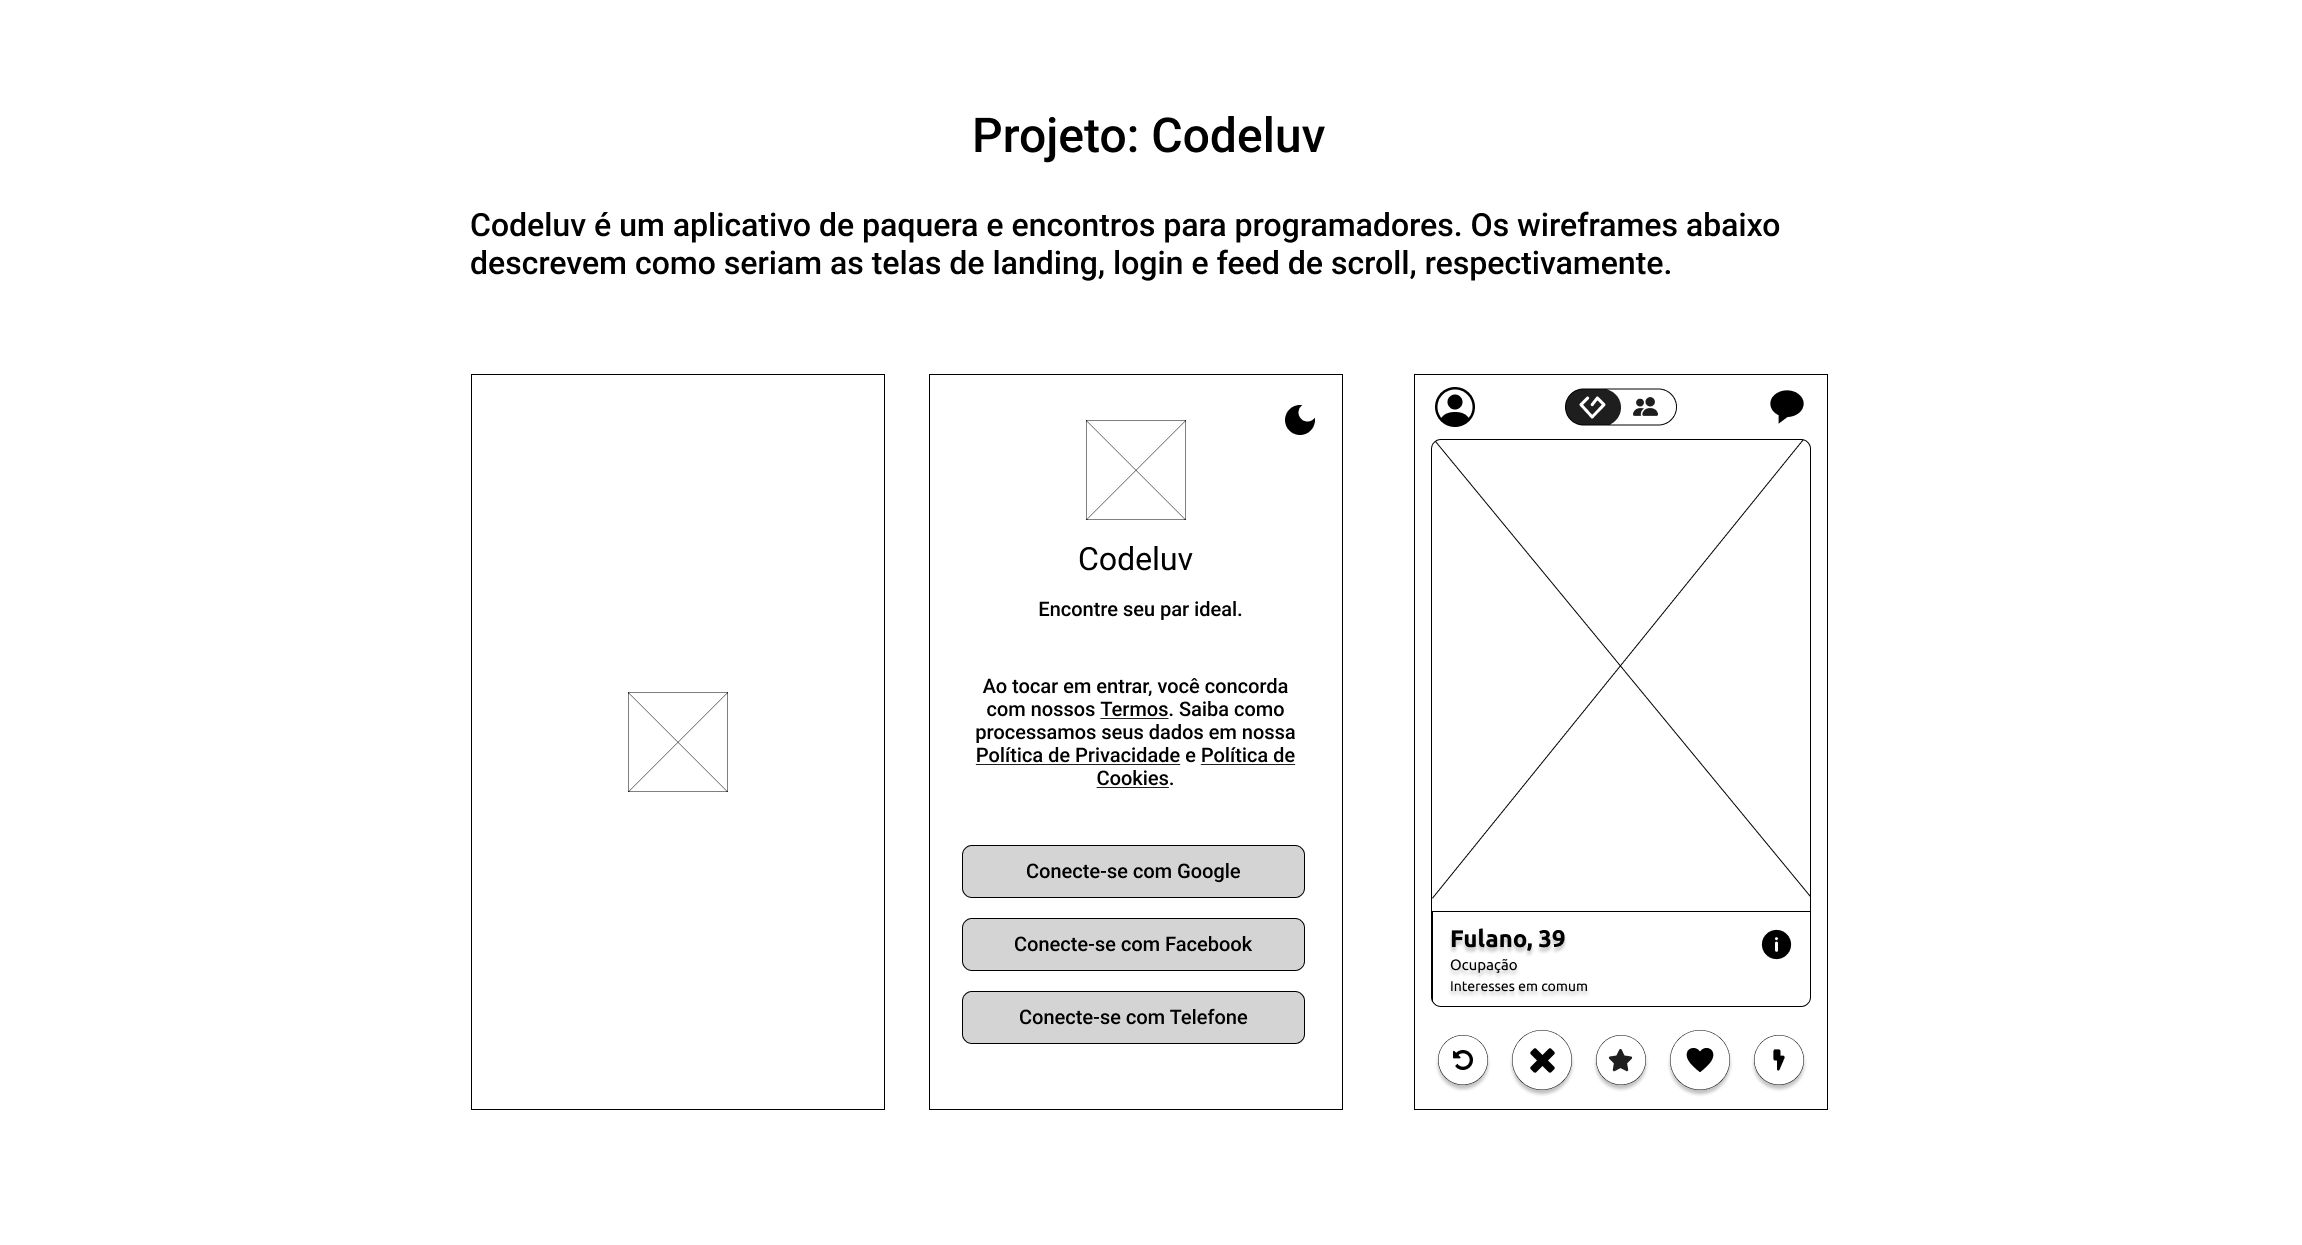 Projeto: Codeluv
Codeluv é um aplicativo de paquera e encontros para programadores. Os wireframes abaixo
descrevem como seriam as telas de landing, login e feed de scroll, respectivamente.
Codeluv
Encontre seu par ideal.
Ao tocar em entrar, você concorda
com nossos Termos. Saiba como
processamos seus dados em nossa
Política de Privacidade e Política de
Cookies.
Conecte-se com Google
Conecte-se com Facebook
Conecte-se com Telefone
Fulano, 39
Ocupação
Interesses em comum